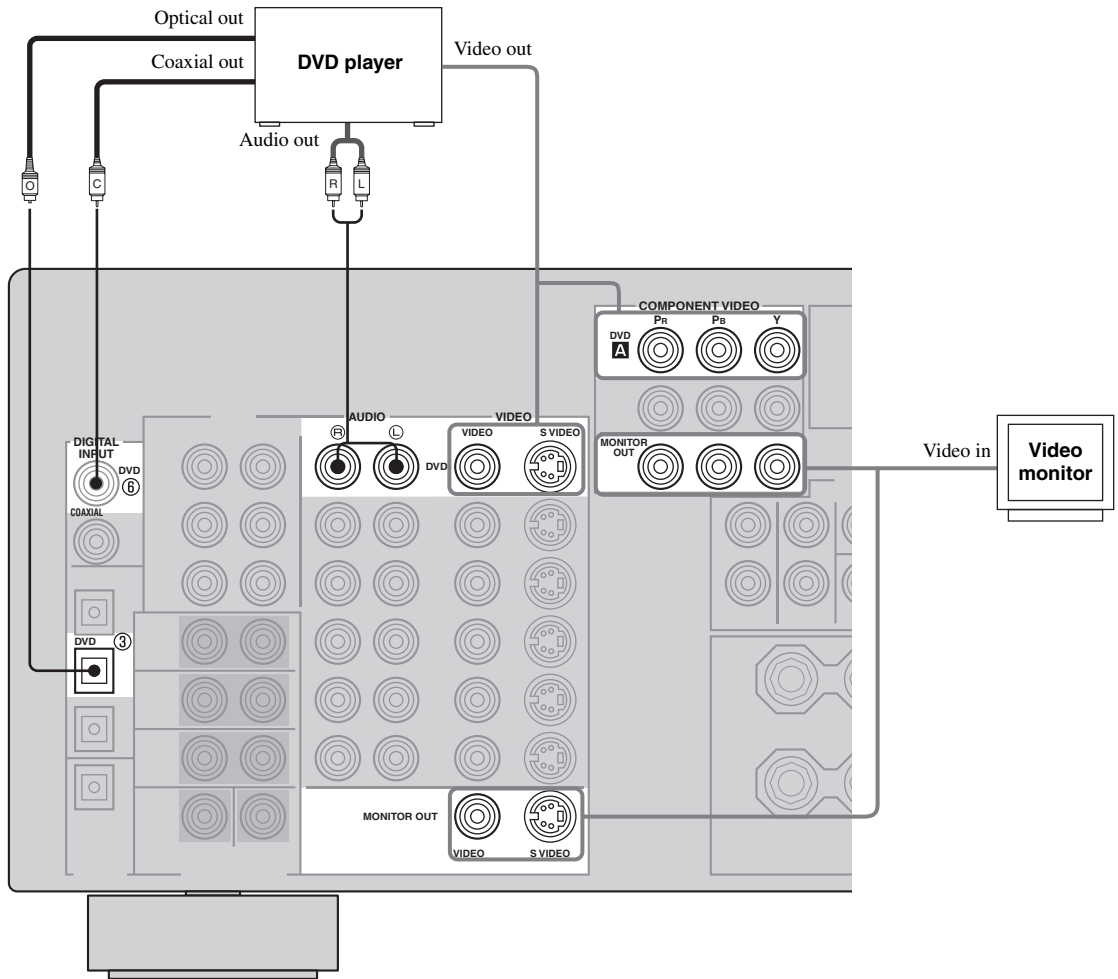 Optical out
Coaxial out
DVD player
Video out
Audio out
O
C
R
L
COMPONENT VIDEO
PR
PB
Y
DVD
A
AUDIO
VIDEO
R
L
VIDEO
S VIDEO
DVD
MONITOR
OUT
Video in
Video
monitor
DIGITAL
INPUT
DVD
⑥
COAXIAL
DVD
③
MONITOR OUT
VIDEO
S VIDEO